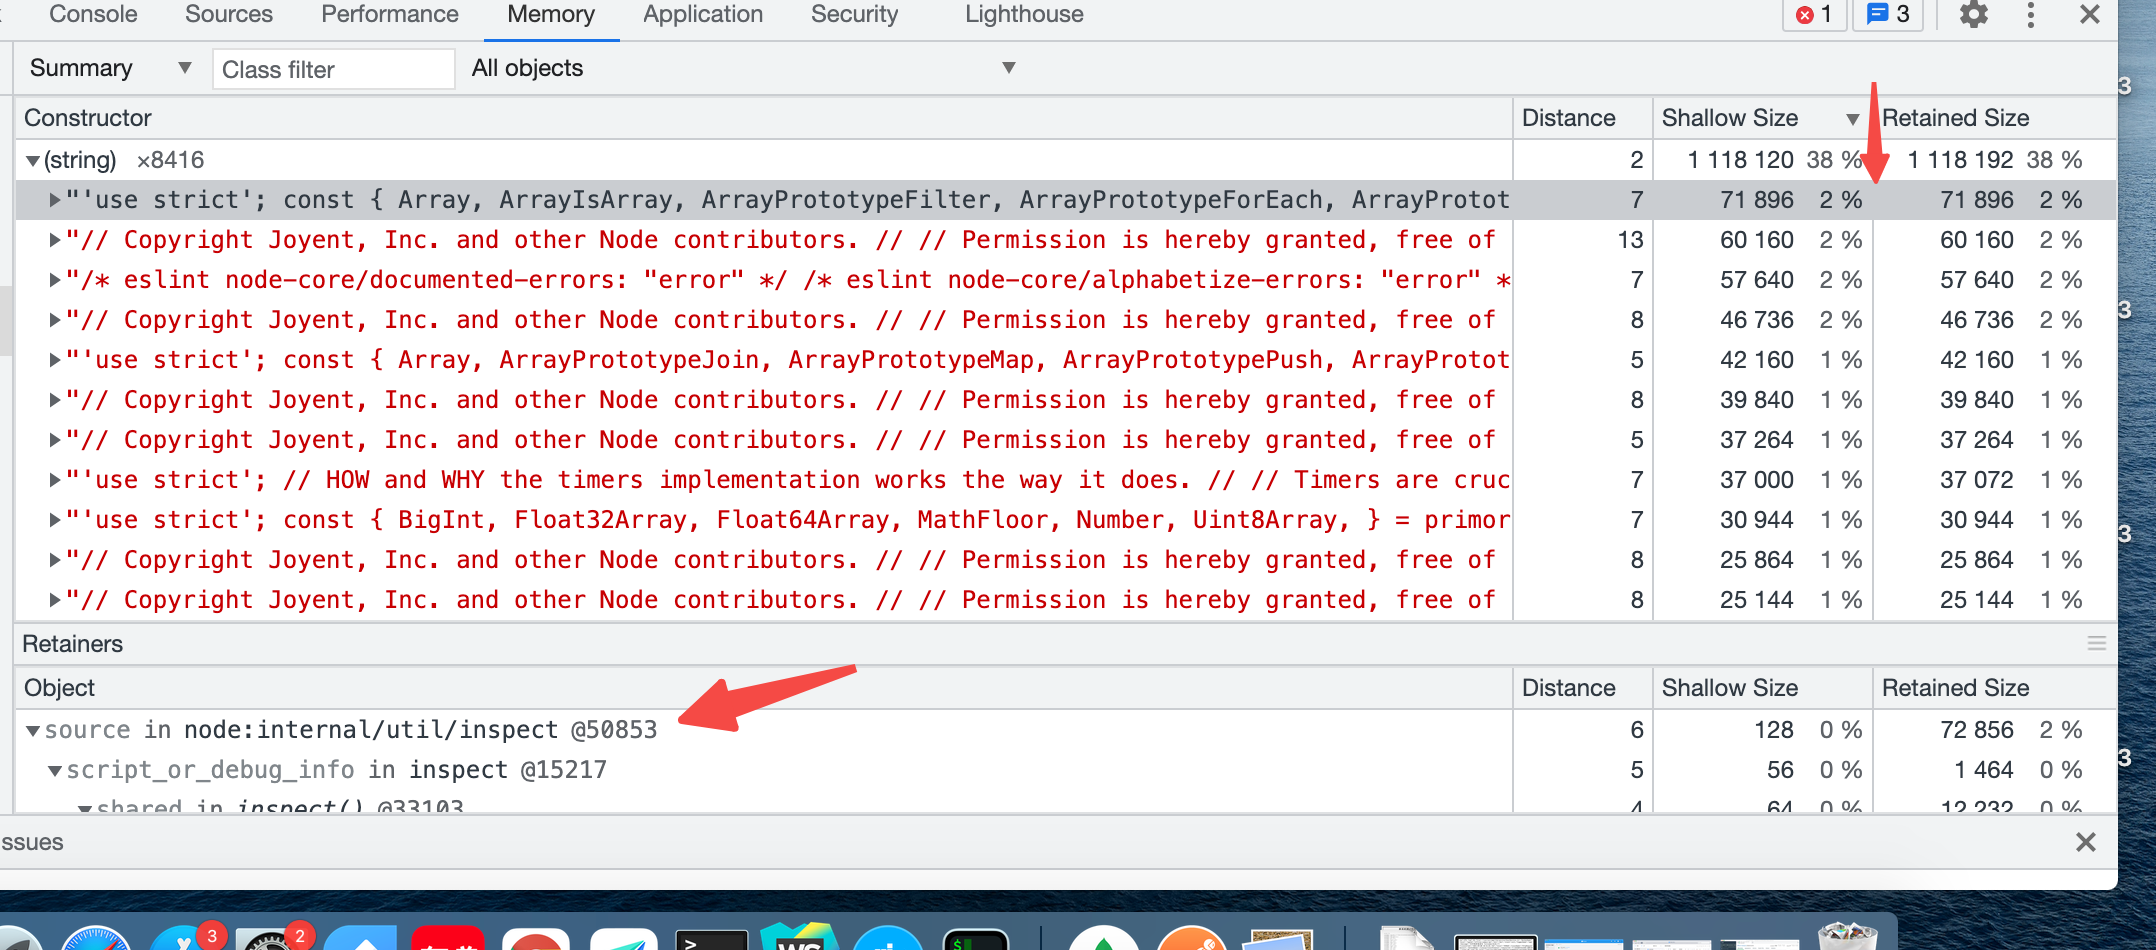 Console Sources Performance Memory Application Security Lighthouse 1 3
Summary Class filter All objects
Constructor Distance Shallow Size Retained Size
(string) ×8416 2 1 118 120 38 % 1 118 192 38 %
"'use strict'; const { Array, ArrayIsArray, ArrayPrototypeFilter, ArrayPrototypeForEach, ArrayPrototot 7 71 896 2 % 71 896 2 %
"// Copyright Joyent, Inc. and other Node contributors. // // Permission is hereby granted, free of 13 60 160 2 % 60 160 2 %
"/* eslint node-core/documented-errors: "error" */ /* eslint node-core/alphabetize-errors: "error" * 7 57 640 2 % 57 640 2 %
"// Copyright Joyent, Inc. and other Node contributors. // // Permission is hereby granted, free of 8 46 736 2 % 46 736 2 %
"'use strict'; const { Array, ArrayPrototypeJoin, ArrayPrototypeMap, ArrayPrototypePush, ArrayProtot 5 42 160 1 % 42 160 1 %
"// Copyright Joyent, Inc. and other Node contributors. // // Permission is hereby granted, free of 8 39 840 1 % 39 840 1 %
"// Copyright Joyent, Inc. and other Node contributors. // // Permission is hereby granted, free of 5 37 264 1 % 37 264 1 %
"'use strict'; // HOW and WHY the timers implementation works the way it does. // // Timers are cruc 7 37 000 1 % 37 072 1 %
"'use strict'; const { BigInt, Float32Array, Float64Array, MathFloor, Number, Uint8Array, } = primor 7 30 944 1 % 30 944 1 %
"// Copyright Joyent, Inc. and other Node contributors. // // Permission is hereby granted, free of 8 25 864 1 % 25 864 1 %
"// Copyright Joyent, Inc. and other Node contributors. // // Permission is hereby granted, free of 8 25 144 1 % 25 144 1 %
Retainers
Object Distance Shallow Size Retained Size
source in node:internal/util/inspect @50853 6 128 0 % 72 856 2 %
script_or_debug_info in inspect @15217 5 56 0 % 1 464 0 %
shared in inspect() @33103 4 64 0 % 12 232 0 %
ssues
3
3
3
3
3 2 WS $